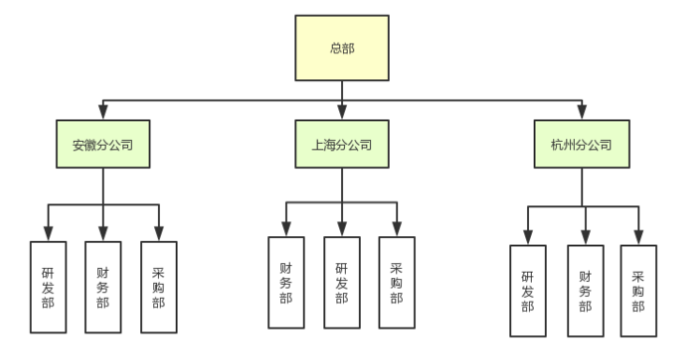 总部
安徽分公司
上海分公司
杭州分公司
研发部
财务部
采购部
财务部
研发部
采购部
研发部
财务部
采购部